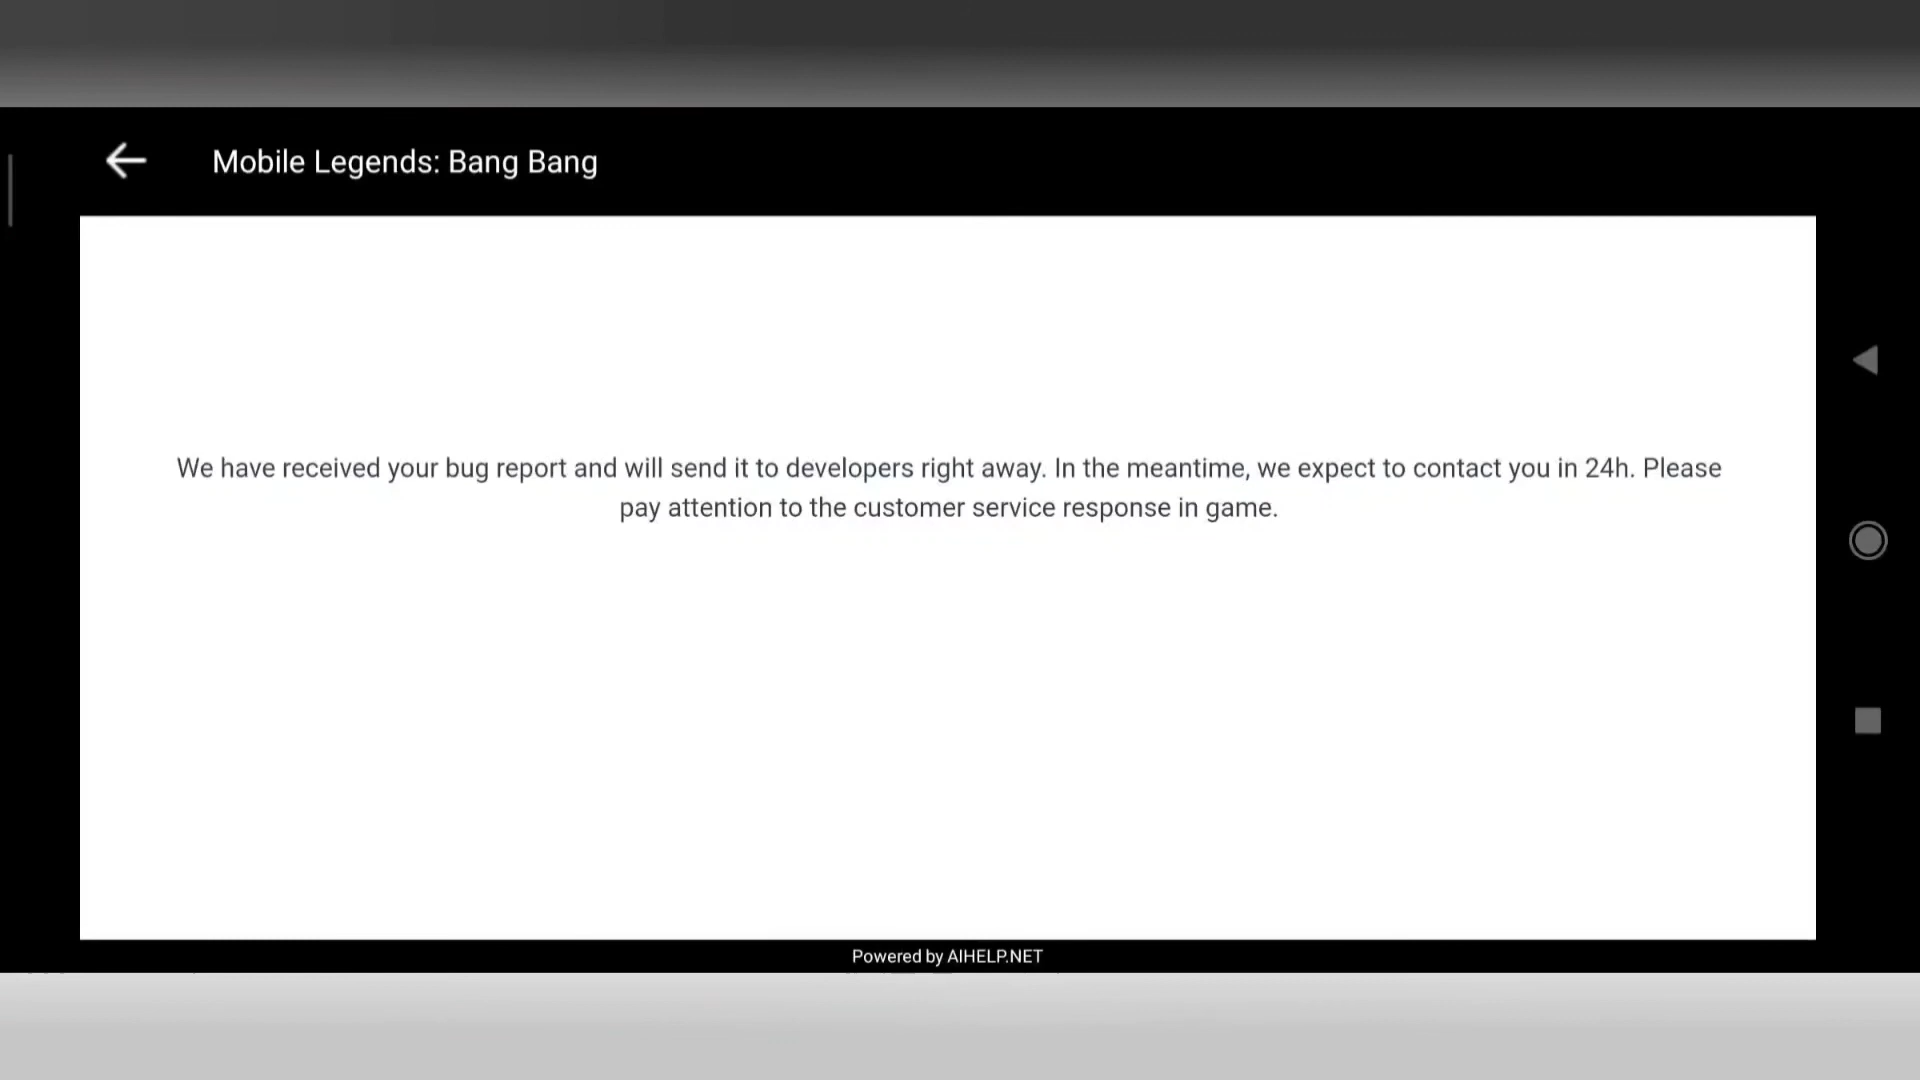 Mobile Legends: Bang Bang
We have received your bug report and will send it to developers right away. In the meantime, we expect to contact you in 24h. Please
pay attention to the customer service response in game.
Powered by AIHELP.NET